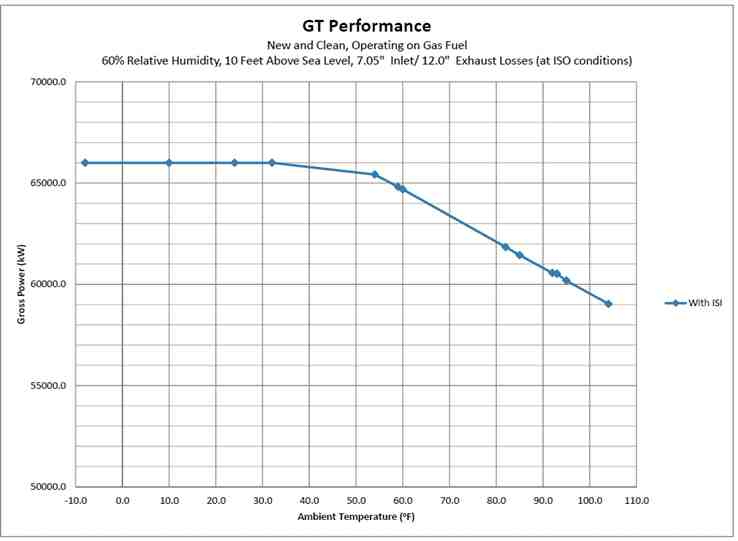 GT Performance
New and Clean, Operating on Gas Fuel
60% Relative Humidity, 10 Feet Above Sea Level, 7.05" Inlet/ 12.0" Exhaust Losses (at ISO conditions)
70000.0
65000.0
60000.0
55000.0
50000.0
Gross Power (kW)
With ISI
-10.0 0.0 10.0 20.0 30.0 40.0 50.0 60.0 70.0 80.0 90.0 100.0 110.0
Ambient Temperature (ºF)